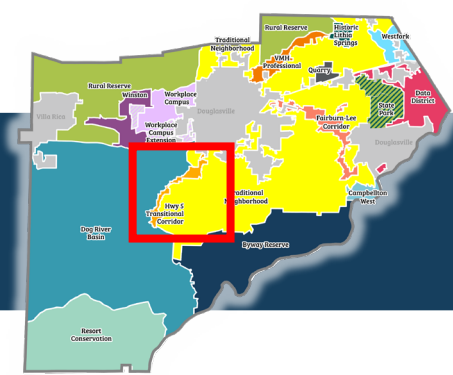 Rural Reserve
Historic
Lithia
Springs
Westfork
Traditional
Neighborhood
VMH
Professional
Quarry
Rural Reserve
Winston
Workplace
Campus
Data
District
State
Park
Villa Rica
Douglasville
Fairburn-Lee
Corridor
Workplace
Campus
Extension
Douglasville
Campbellton
West
Traditional
Neighborhood
Hwy 5
Transitional
Corridor
Dog River
Basin
Byway Reserve
Resort
Conservation